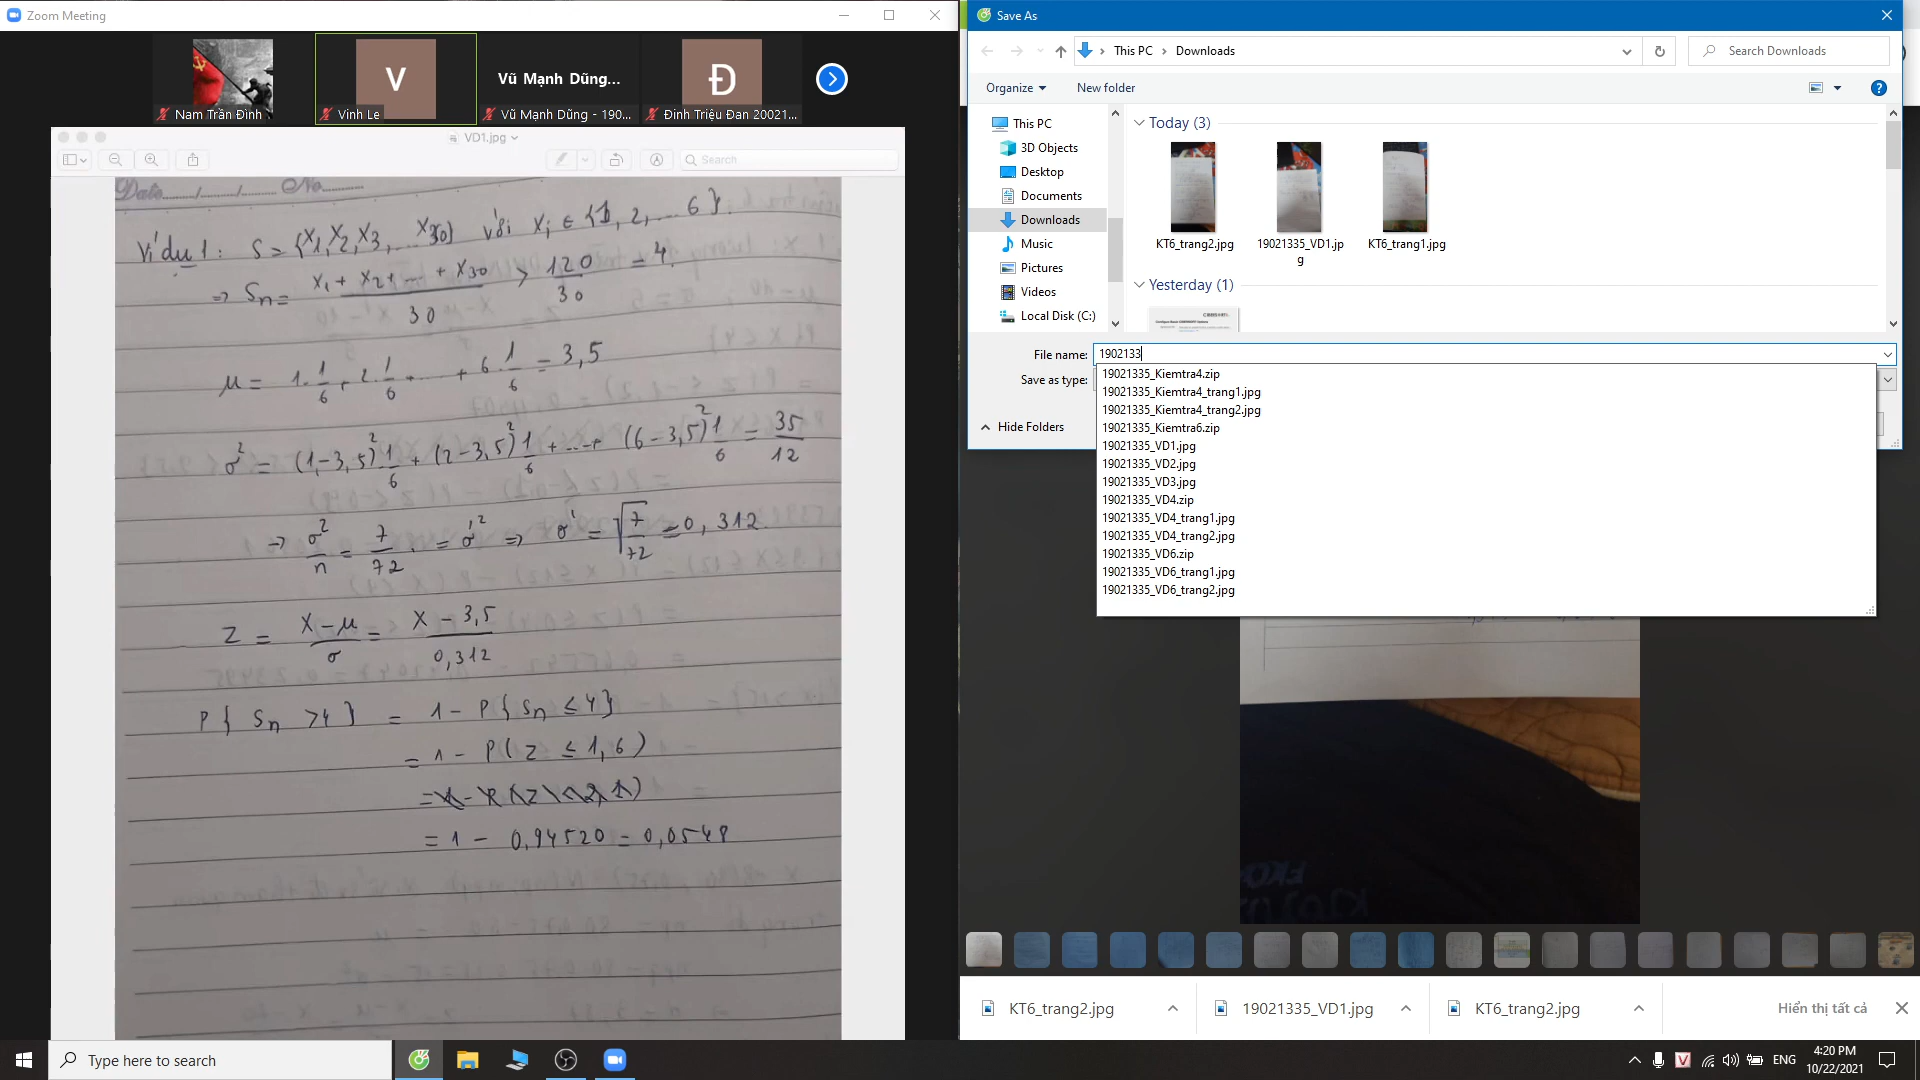 Zoom Meeting
Nam Trần Đình
V
Vinh Le
Vũ Mạnh Dũng...
Vũ Mạnh Dũng - 190...
Đ
Đinh Triệu Đan 20021...
VD1.jpg
Search
Date....../....../........ No............
Ví dụ 1: S = {X1, X2, X3, ... X30} với Xi ∈ {1, 2, ... 6}.
⇒ Sn = (X1 + X2 + ... + X30)/30 > 120/30 = 4.
μ = 1.1/6 + 2.1/6 + ... + 6.1/6 = 3,5
σ² = (1-3,5)² 1/6 + (2-3,5)² 1/6 + ...+ (6-3,5)² 1/6 = 35/12
⇒ σ²/n = 7/72 . = σ'² ⇒ σ' = √(7/72) = 0,312.
Z = (X-μ)/σ = (X - 3,5)/0,312
P{ Sn > 4 } = 1 - P{ Sn ≤ 4}
= 1 - P( Z ≤ 1,6)
= 1 - 0,94520 = 0,0548
Save As
This PC > Downloads
Search Downloads
Organize
New folder
This PC
3D Objects
Desktop
Documents
Downloads
Music
Pictures
Videos
Local Disk (C:)
Today (3)
KT6_trang2.jpg
19021335_VD1.jp
g
KT6_trang1.jpg
Yesterday (1)
File name: 1902133
Save as type:
19021335_Kiemtra4.zip
19021335_Kiemtra4_trang1.jpg
19021335_Kiemtra4_trang2.jpg
19021335_Kiemtra6.zip
19021335_VD1.jpg
19021335_VD2.jpg
19021335_VD3.jpg
19021335_VD4.zip
19021335_VD4_trang1.jpg
19021335_VD4_trang2.jpg
19021335_VD6.zip
19021335_VD6_trang1.jpg
19021335_VD6_trang2.jpg
Hide Folders
KT6_trang2.jpg
19021335_VD1.jpg
KT6_trang2.jpg
Hiển thị tất cả
Type here to search
V
ENG
4:20 PM
10/22/2021